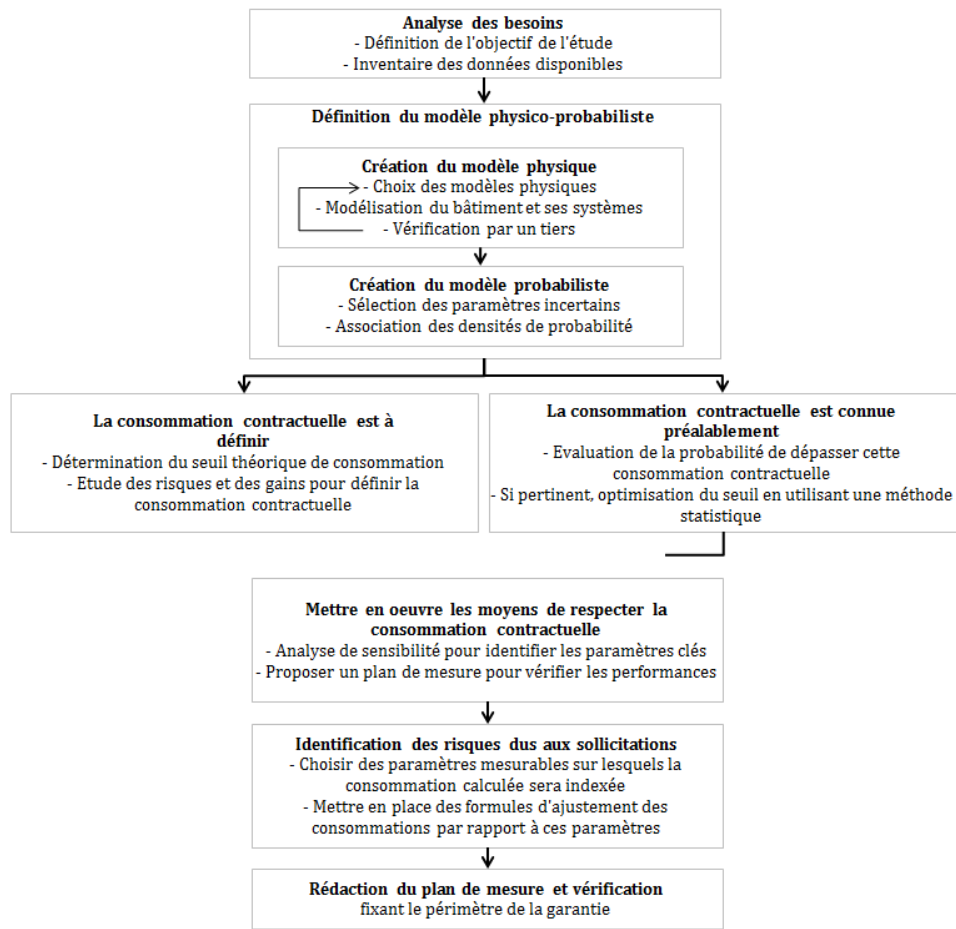 Analyse des besoins
- Définition de l'objectif de l'étude
- Inventaire des données disponibles
Définition du modèle physico-probabiliste
Création du modèle physique
- Choix des modèles physiques
- Modélisation du bâtiment et ses systèmes
- Vérification par un tiers
Création du modèle probabiliste
- Sélection des paramètres incertains
- Association des densités de probabilité
La consommation contractuelle est à
définir
- Détermination du seuil théorique de consommation
- Etude des risques et des gains pour définir la
consommation contractuelle
La consommation contractuelle est connue
préalablement
- Evaluation de la probabilité de dépasser cette
consommation contractuelle
- Si pertinent, optimisation du seuil en utilisant une méthode
statistique
Mettre en oeuvre les moyens de respecter la
consommation contractuelle
- Analyse de sensibilité pour identifier les paramètres clés
- Proposer un plan de mesure pour vérifier les performances
Identification des risques dus aux sollicitations
- Choisir des paramètres mesurables sur lesquels la
consommation calculée sera indexée
- Mettre en place des formules d'ajustement des
consommations par rapport à ces paramètres
Rédaction du plan de mesure et vérification
fixant le périmètre de la garantie